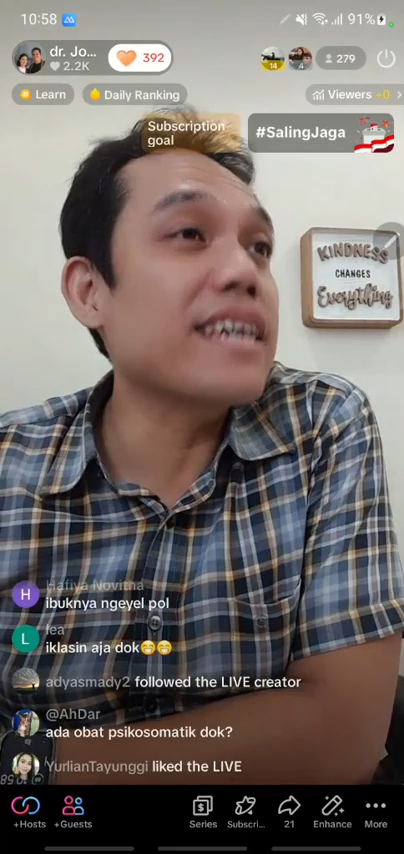 10:58
91%
dr. Jo...
2.2K
392
14
4
279
Learn
Daily Ranking
Viewers +0 >
Subscription
goal
#SalingJaga
KINDNESS
CHANGES
Everything
Hafiya Novitha
ibuknya ngeyel pol
lea
iklasin aja dok😁😁
adyasmady2 followed the LIVE creator
@AhDar
ada obat psikosomatik dok?
YurlianTayunggi liked the LIVE
+Hosts
+Guests
Series
Subscri...
21
Enhance
More